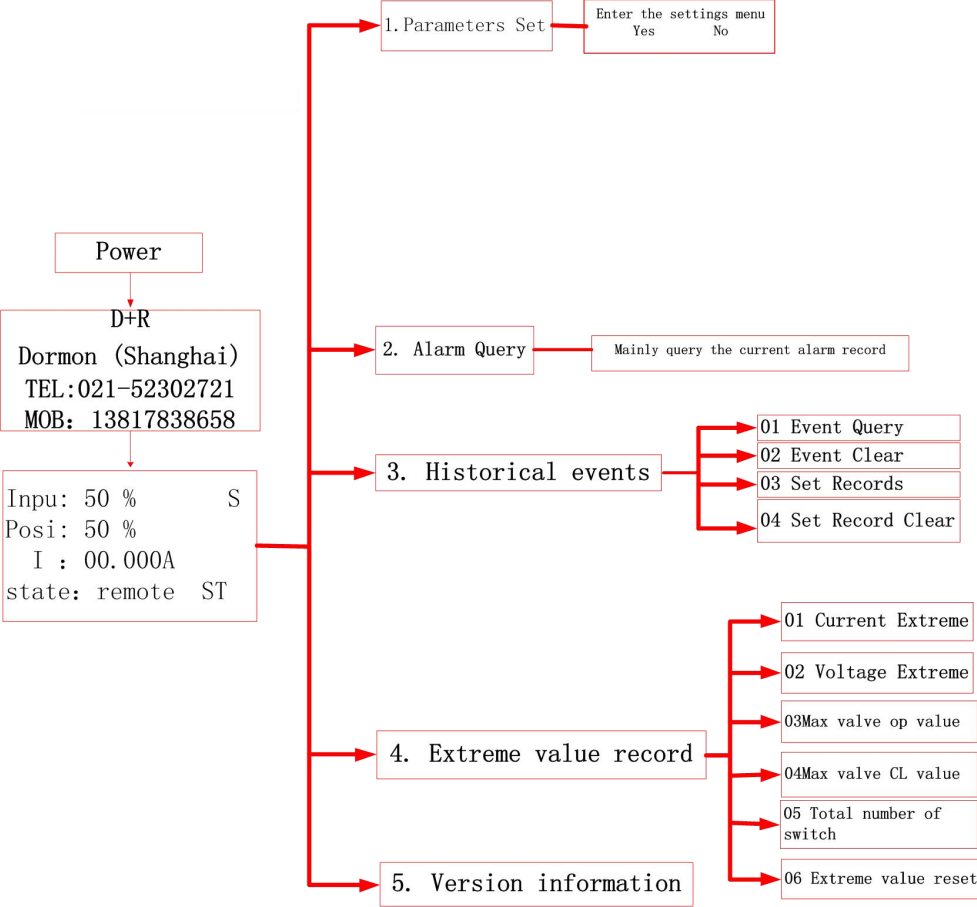 Power
D+R
Dormon (Shanghai)
TEL:021-52302721
MOB: 13817838658
Inpu: 50 % S
Posi: 50 %
I : 00.000A
state: remote ST
1.Parameters Set
Enter the settings menu
Yes No
2. Alarm Query
Mainly query the current alarm record
3. Historical events
01 Event Query
02 Event Clear
03 Set Records
04 Set Record Clear
4. Extreme value record
01 Current Extreme
02 Voltage Extreme
03Max valve op value
04Max valve CL value
05 Total number of
switch
06 Extreme value reset
5. Version information